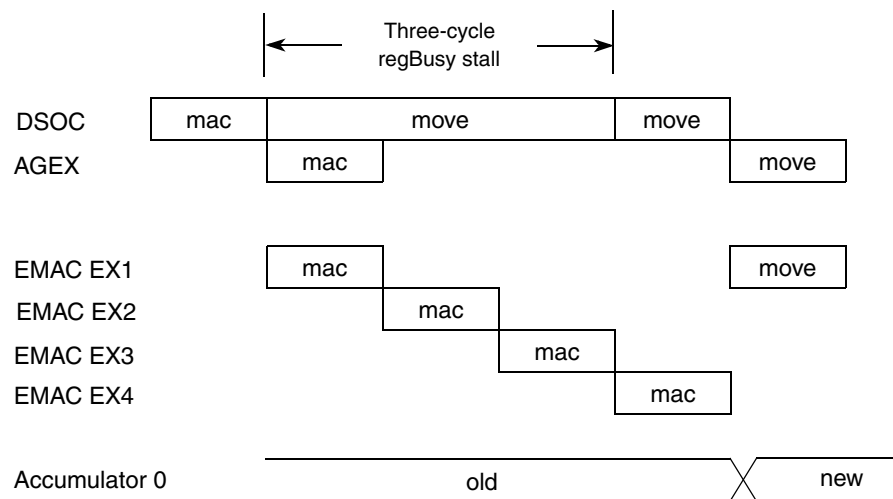 Three-cycle
regBusy stall
DSOC mac move move
AGEX mac move
EMAC EX1 mac move
EMAC EX2 mac
EMAC EX3 mac
EMAC EX4 mac
Accumulator 0 old new